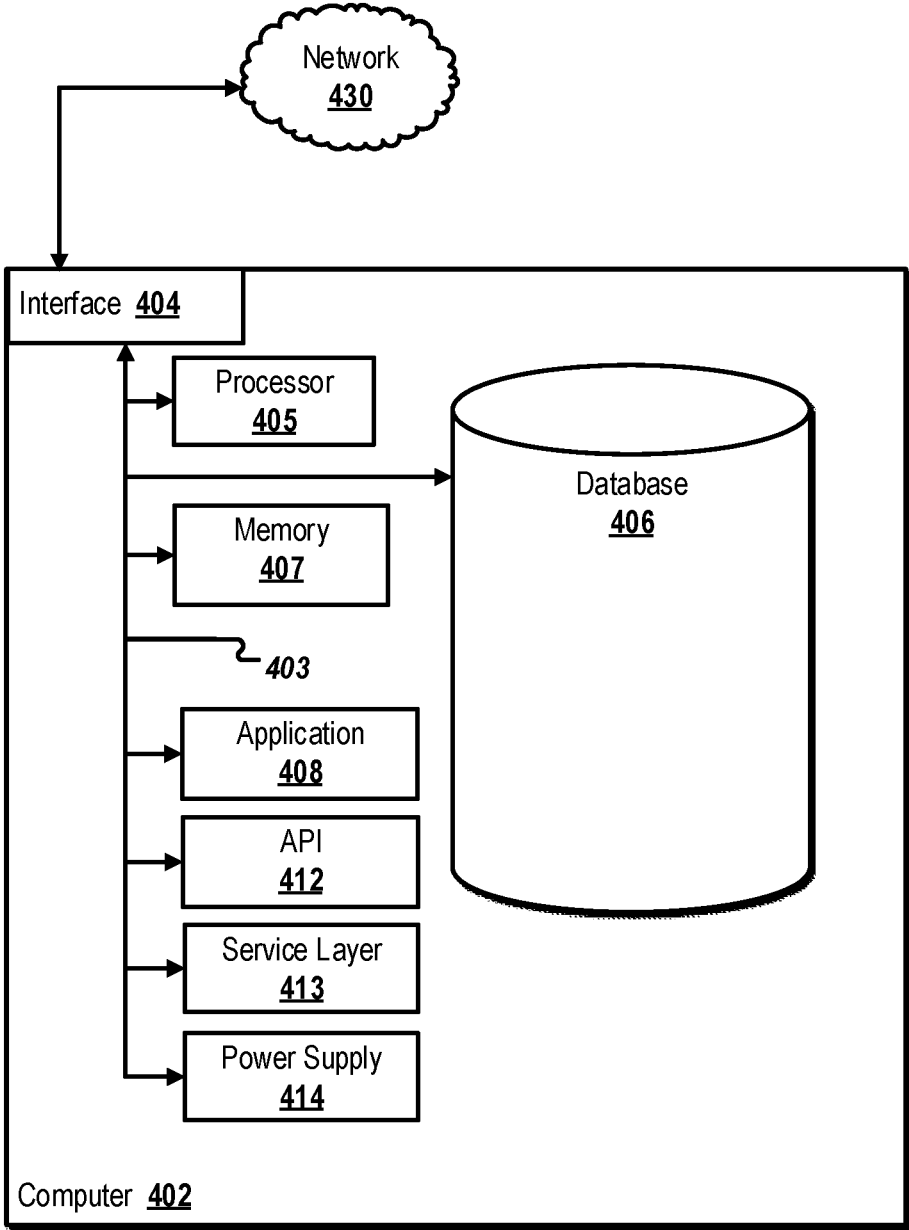 Network
430
Interface 404
Processor
405
Database
406
Memory
407
403
Application
408
API
412
Service Layer
413
Power Supply
414
Computer 402